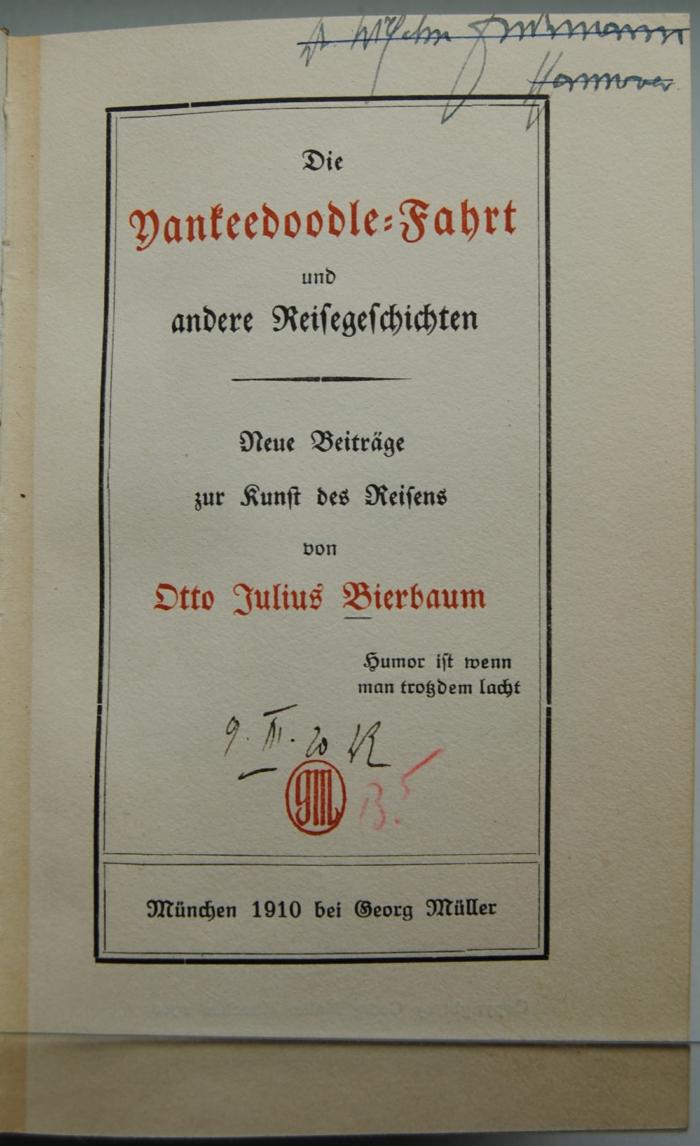 Hannover
Die
Yankeedoodle-Fahrt
und
andere Reisegeschichten
Neue Beiträge
zur Kunst des Reisens
von
Otto Julius Bierbaum
Humor ist wenn
man trotzdem lacht
9. III. 20
GM
B.
München 1910 bei Georg Müller